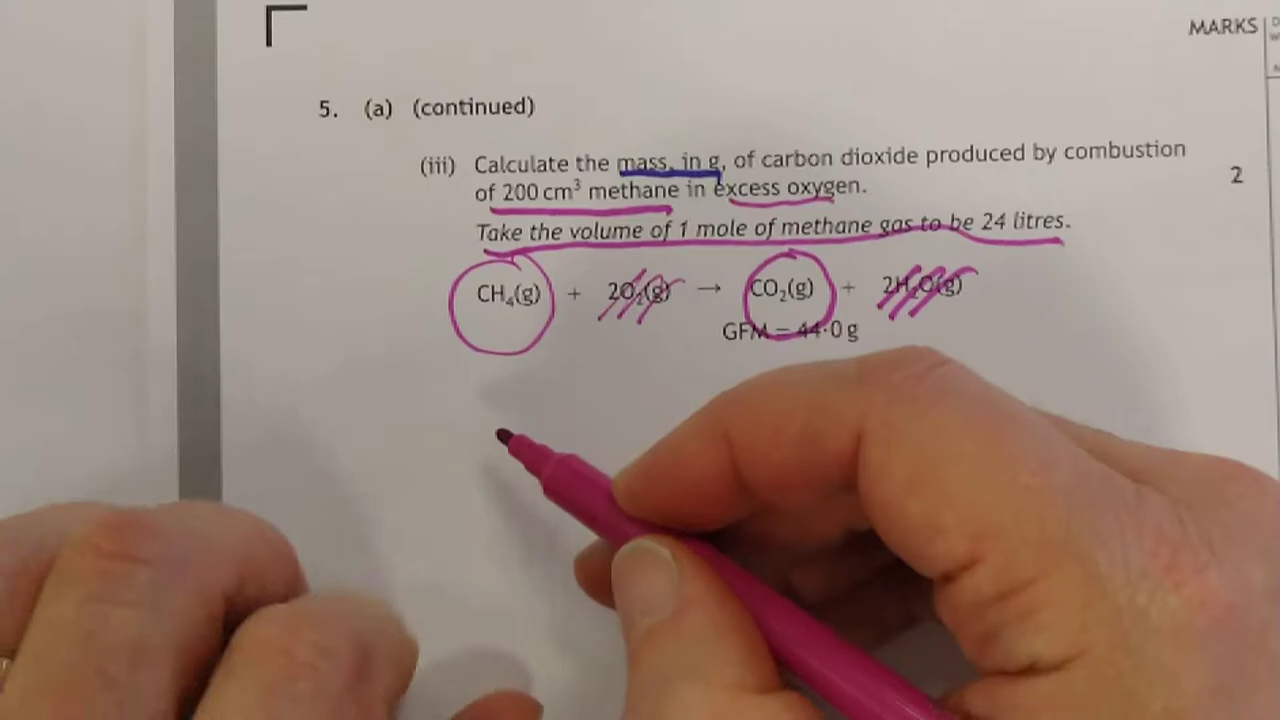 MARKS
5. (a) (continued)
(iii) Calculate the mass, in g, of carbon dioxide produced by combustion
of 200 cm³ methane in excess oxygen. 2
Take the volume of 1 mole of methane gas to be 24 litres.
CH₄(g) + 2O₂(g) → CO₂(g) + 2H₂O(g)
GFM = 44·0 g